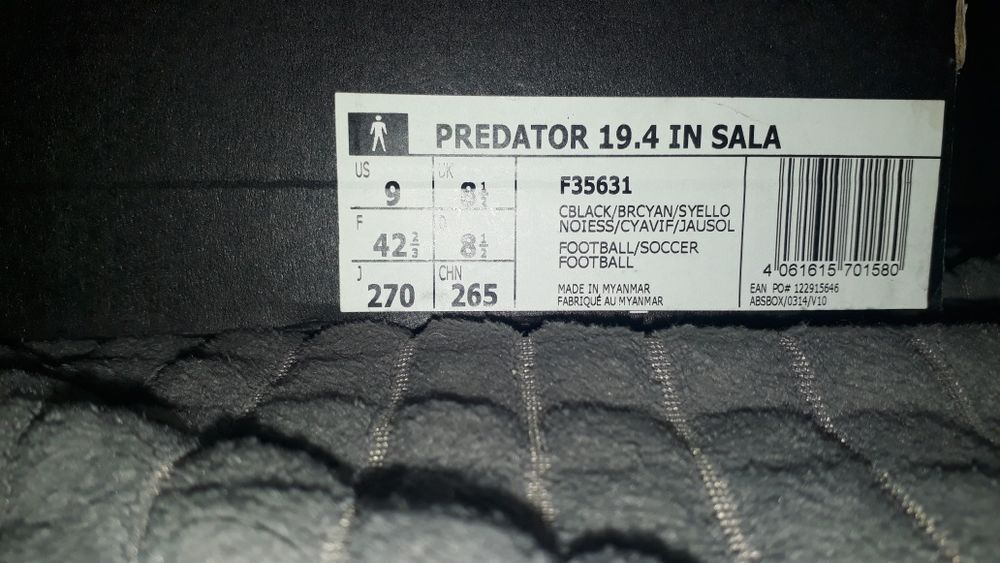 PREDATOR 19.4 IN SALA
US UK
9 8½
F D
42⅔ 8½
J CHN
270 265
F35631
CBLACK/BRCYAN/SYELLO
NOIESS/CYAVIF/JAUSOL
FOOTBALL/SOCCER
FOOTBALL
MADE IN MYANMAR
FABRIQUÉ AU MYANMAR
4 061615 701580
EAN PO# 122915646
ABSBOX/0314/V10